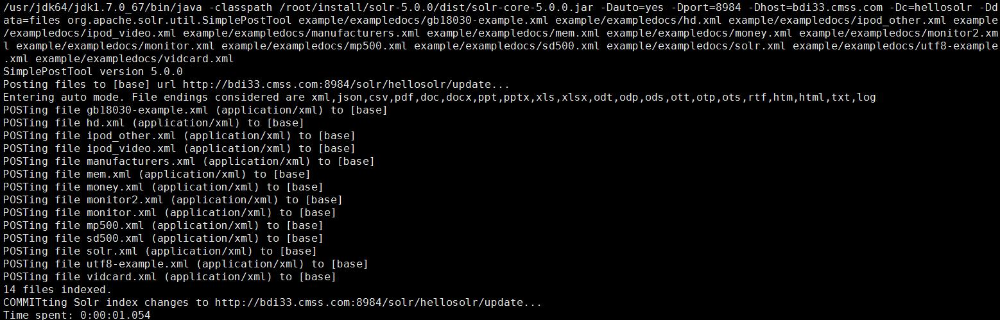 /usr/jdk64/jdk1.7.0_67/bin/java -classpath /root/install/solr-5.0.0/dist/solr-core-5.0.0.jar -Dauto=yes -Dport=8984 -Dhost=bdi33.cmss.com -Dc=hellosolr -Dd
ata=files org.apache.solr.util.SimplePostTool example/exampledocs/gb18030-example.xml example/exampledocs/hd.xml example/exampledocs/ipod_other.xml example
/exampledocs/ipod_video.xml example/exampledocs/manufacturers.xml example/exampledocs/mem.xml example/exampledocs/money.xml example/exampledocs/monitor2.xm
l example/exampledocs/monitor.xml example/exampledocs/mp500.xml example/exampledocs/sd500.xml example/exampledocs/solr.xml example/exampledocs/utf8-example
.xml example/exampledocs/vidcard.xml
SimplePostTool version 5.0.0
Posting files to [base] url http://bdi33.cmss.com:8984/solr/hellosolr/update...
Entering auto mode. File endings considered are xml,json,csv,pdf,doc,docx,ppt,pptx,xls,xlsx,odt,odp,ods,ott,otp,ots,rtf,htm,html,txt,log
POSTing file gb18030-example.xml (application/xml) to [base]
POSTing file hd.xml (application/xml) to [base]
POSTing file ipod_other.xml (application/xml) to [base]
POSTing file ipod_video.xml (application/xml) to [base]
POSTing file manufacturers.xml (application/xml) to [base]
POSTing file mem.xml (application/xml) to [base]
POSTing file money.xml (application/xml) to [base]
POSTing file monitor2.xml (application/xml) to [base]
POSTing file monitor.xml (application/xml) to [base]
POSTing file mp500.xml (application/xml) to [base]
POSTing file sd500.xml (application/xml) to [base]
POSTing file solr.xml (application/xml) to [base]
POSTing file utf8-example.xml (application/xml) to [base]
POSTing file vidcard.xml (application/xml) to [base]
14 files indexed.
COMMITting Solr index changes to http://bdi33.cmss.com:8984/solr/hellosolr/update...
Time spent: 0:00:01.054